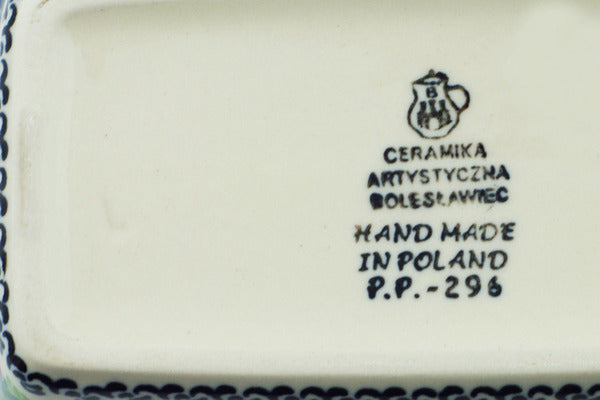 B
CERAMIKA
ARTYSTYCZNA
BOLESŁAWIEC
HAND MADE
IN POLAND
P.P.-296